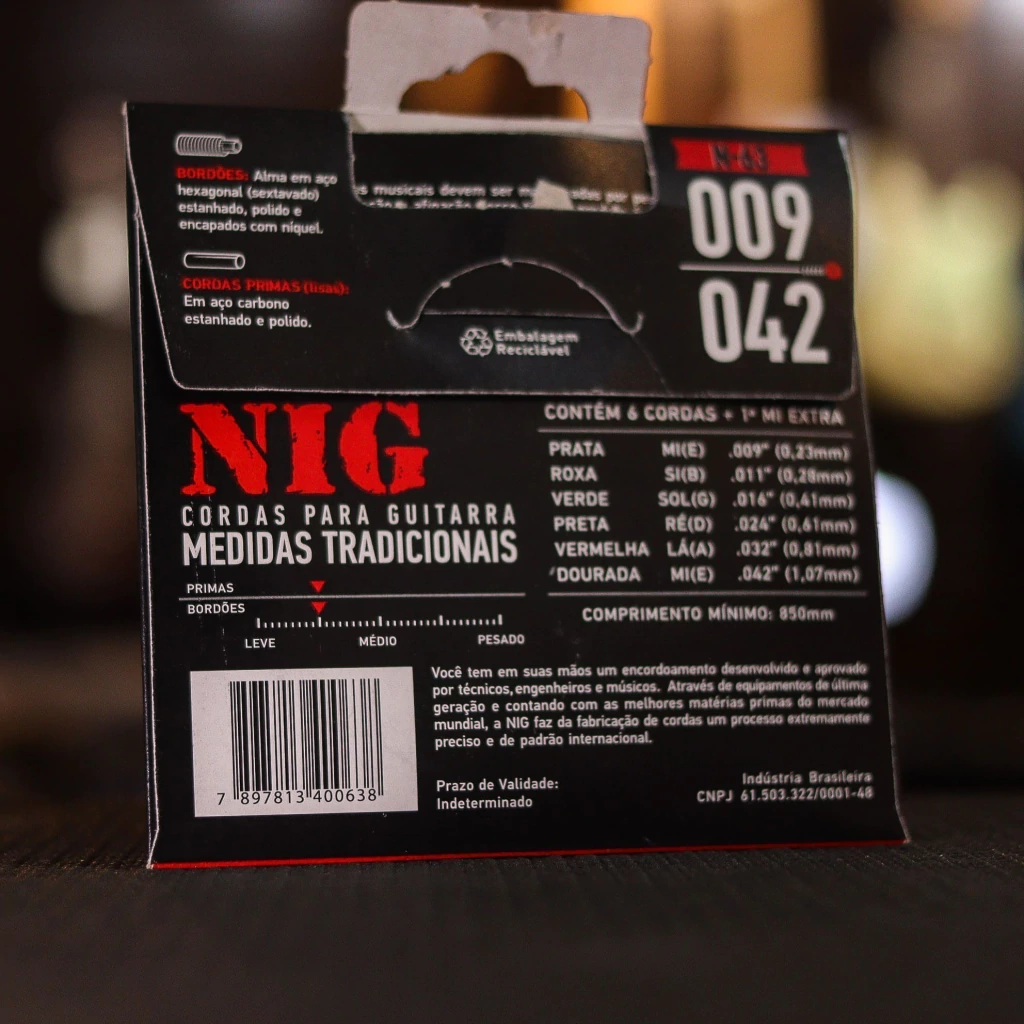 BORDÕES: Alma em aço
hexagonal (sextavado)
estanhado, polido e
encapados com níquel.
CORDAS PRIMAS (lisas):
Em aço carbono
estanhado e polido.
s musicais devem ser
Embalagem
Reciclável
N-63
009
042
NIG
CORDAS PARA GUITARRA
MEDIDAS TRADICIONAIS
PRIMAS
BORDÕES
LEVE MÉDIO PESADO
CONTÉM 6 CORDAS + 1ª MI EXTRA
PRATA MI(E) .009" (0,23mm)
ROXA SI(B) .011" (0,28mm)
VERDE SOL(G) .016" (0,41mm)
PRETA RÉ(D) .024" (0,61mm)
VERMELHA LÁ(A) .032" (0,81mm)
DOURADA MI(E) .042" (1,07mm)
COMPRIMENTO MÍNIMO: 850mm
Você tem em suas mãos um encordoamento desenvolvido e aprovado
por técnicos, engenheiros e músicos. Através de equipamentos de última
geração e contando com as melhores matérias primas do mercado
mundial, a NIG faz da fabricação de cordas um processo extremamente
preciso e de padrão internacional.
7 897813 400638
Prazo de Validade:
Indeterminado
Indústria Brasileira
CNPJ 61.503.322/0001-48